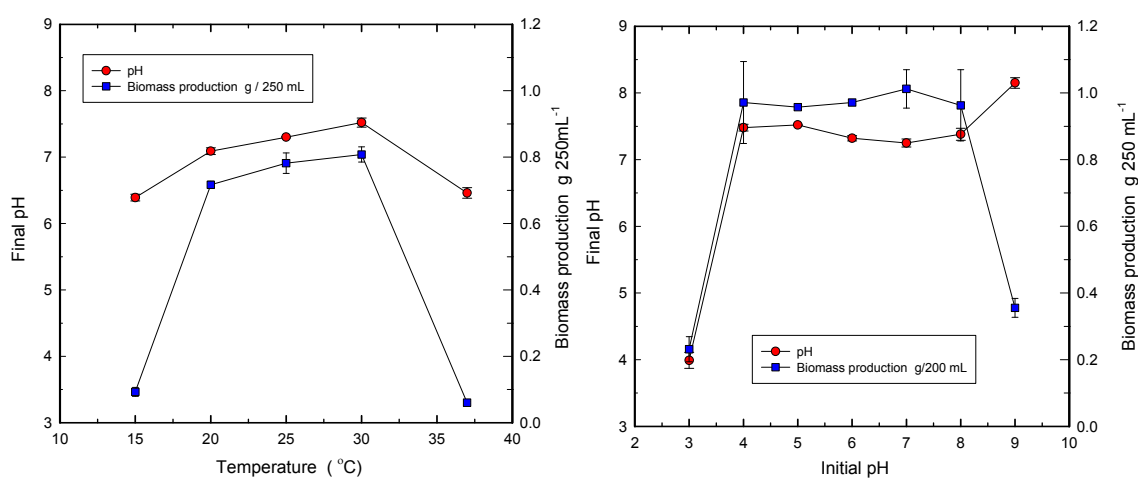 9
8
7
6
5
4
3
Final pH
pH
Biomass production g / 250 mL
1.2
1.0
0.8
0.6
0.4
0.2
0.0
Biomass production g 250mL-1
10 15 20 25 30 35 40
Temperature ( oC)
9
8
7
6
5
4
3
Final pH
pH
Biomass production g/200 mL
1.2
1.0
0.8
0.6
0.4
0.2
0.0
Biomass production g 250 mL-1
2 3 4 5 6 7 8 9 10
Initial pH